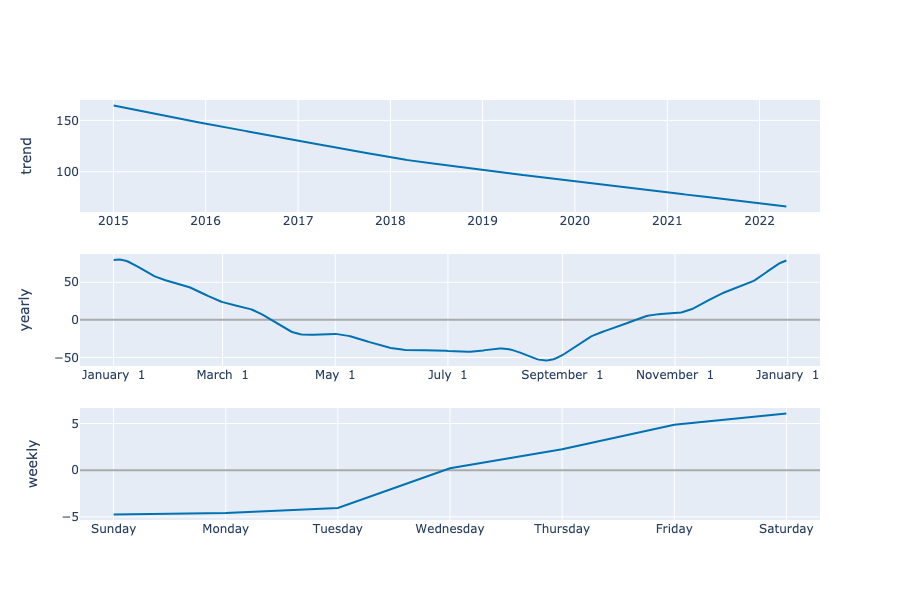 trend
150
100
2015 2016 2017 2018 2019 2020 2021 2022
yearly
50
0
−50
January 1 March 1 May 1 July 1 September 1 November 1 January 1
weekly
5
0
−5
Sunday Monday Tuesday Wednesday Thursday Friday Saturday